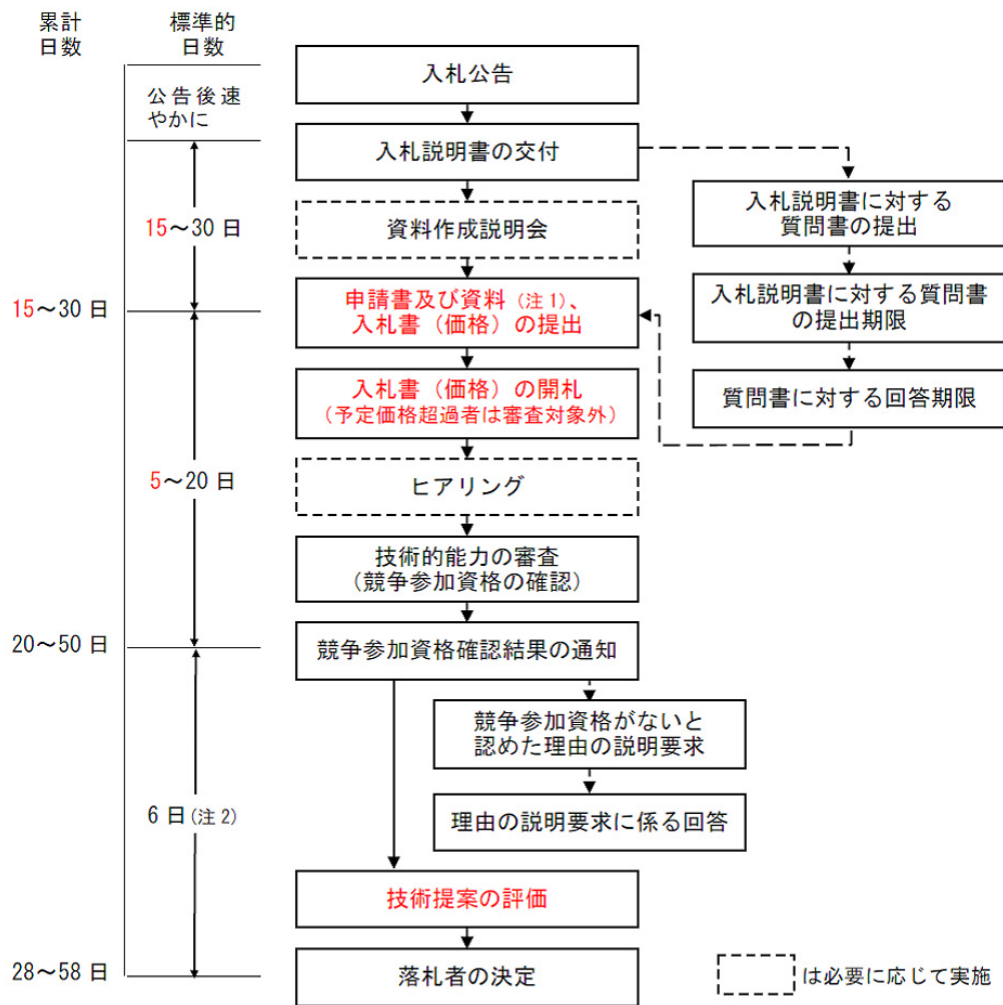 累計
日数
標準的
日数
公告後速
やかに
入札公告
入札説明書の交付
15～30 日
資料作成説明会
入札説明書に対する
質問書の提出
15～30 日
申請書及び資料（注 1）、
入札書（価格）の提出
入札説明書に対する質問書
の提出期限
入札書（価格）の開札
（予定価格超過者は審査対象外）
質問書に対する回答期限
5～20 日
ヒアリング
技術的能力の審査
（競争参加資格の確認）
20～50 日
競争参加資格確認結果の通知
競争参加資格がないと
認めた理由の説明要求
6 日（注 2）
理由の説明要求に係る回答
技術提案の評価
28～58 日
落札者の決定
は必要に応じて実施